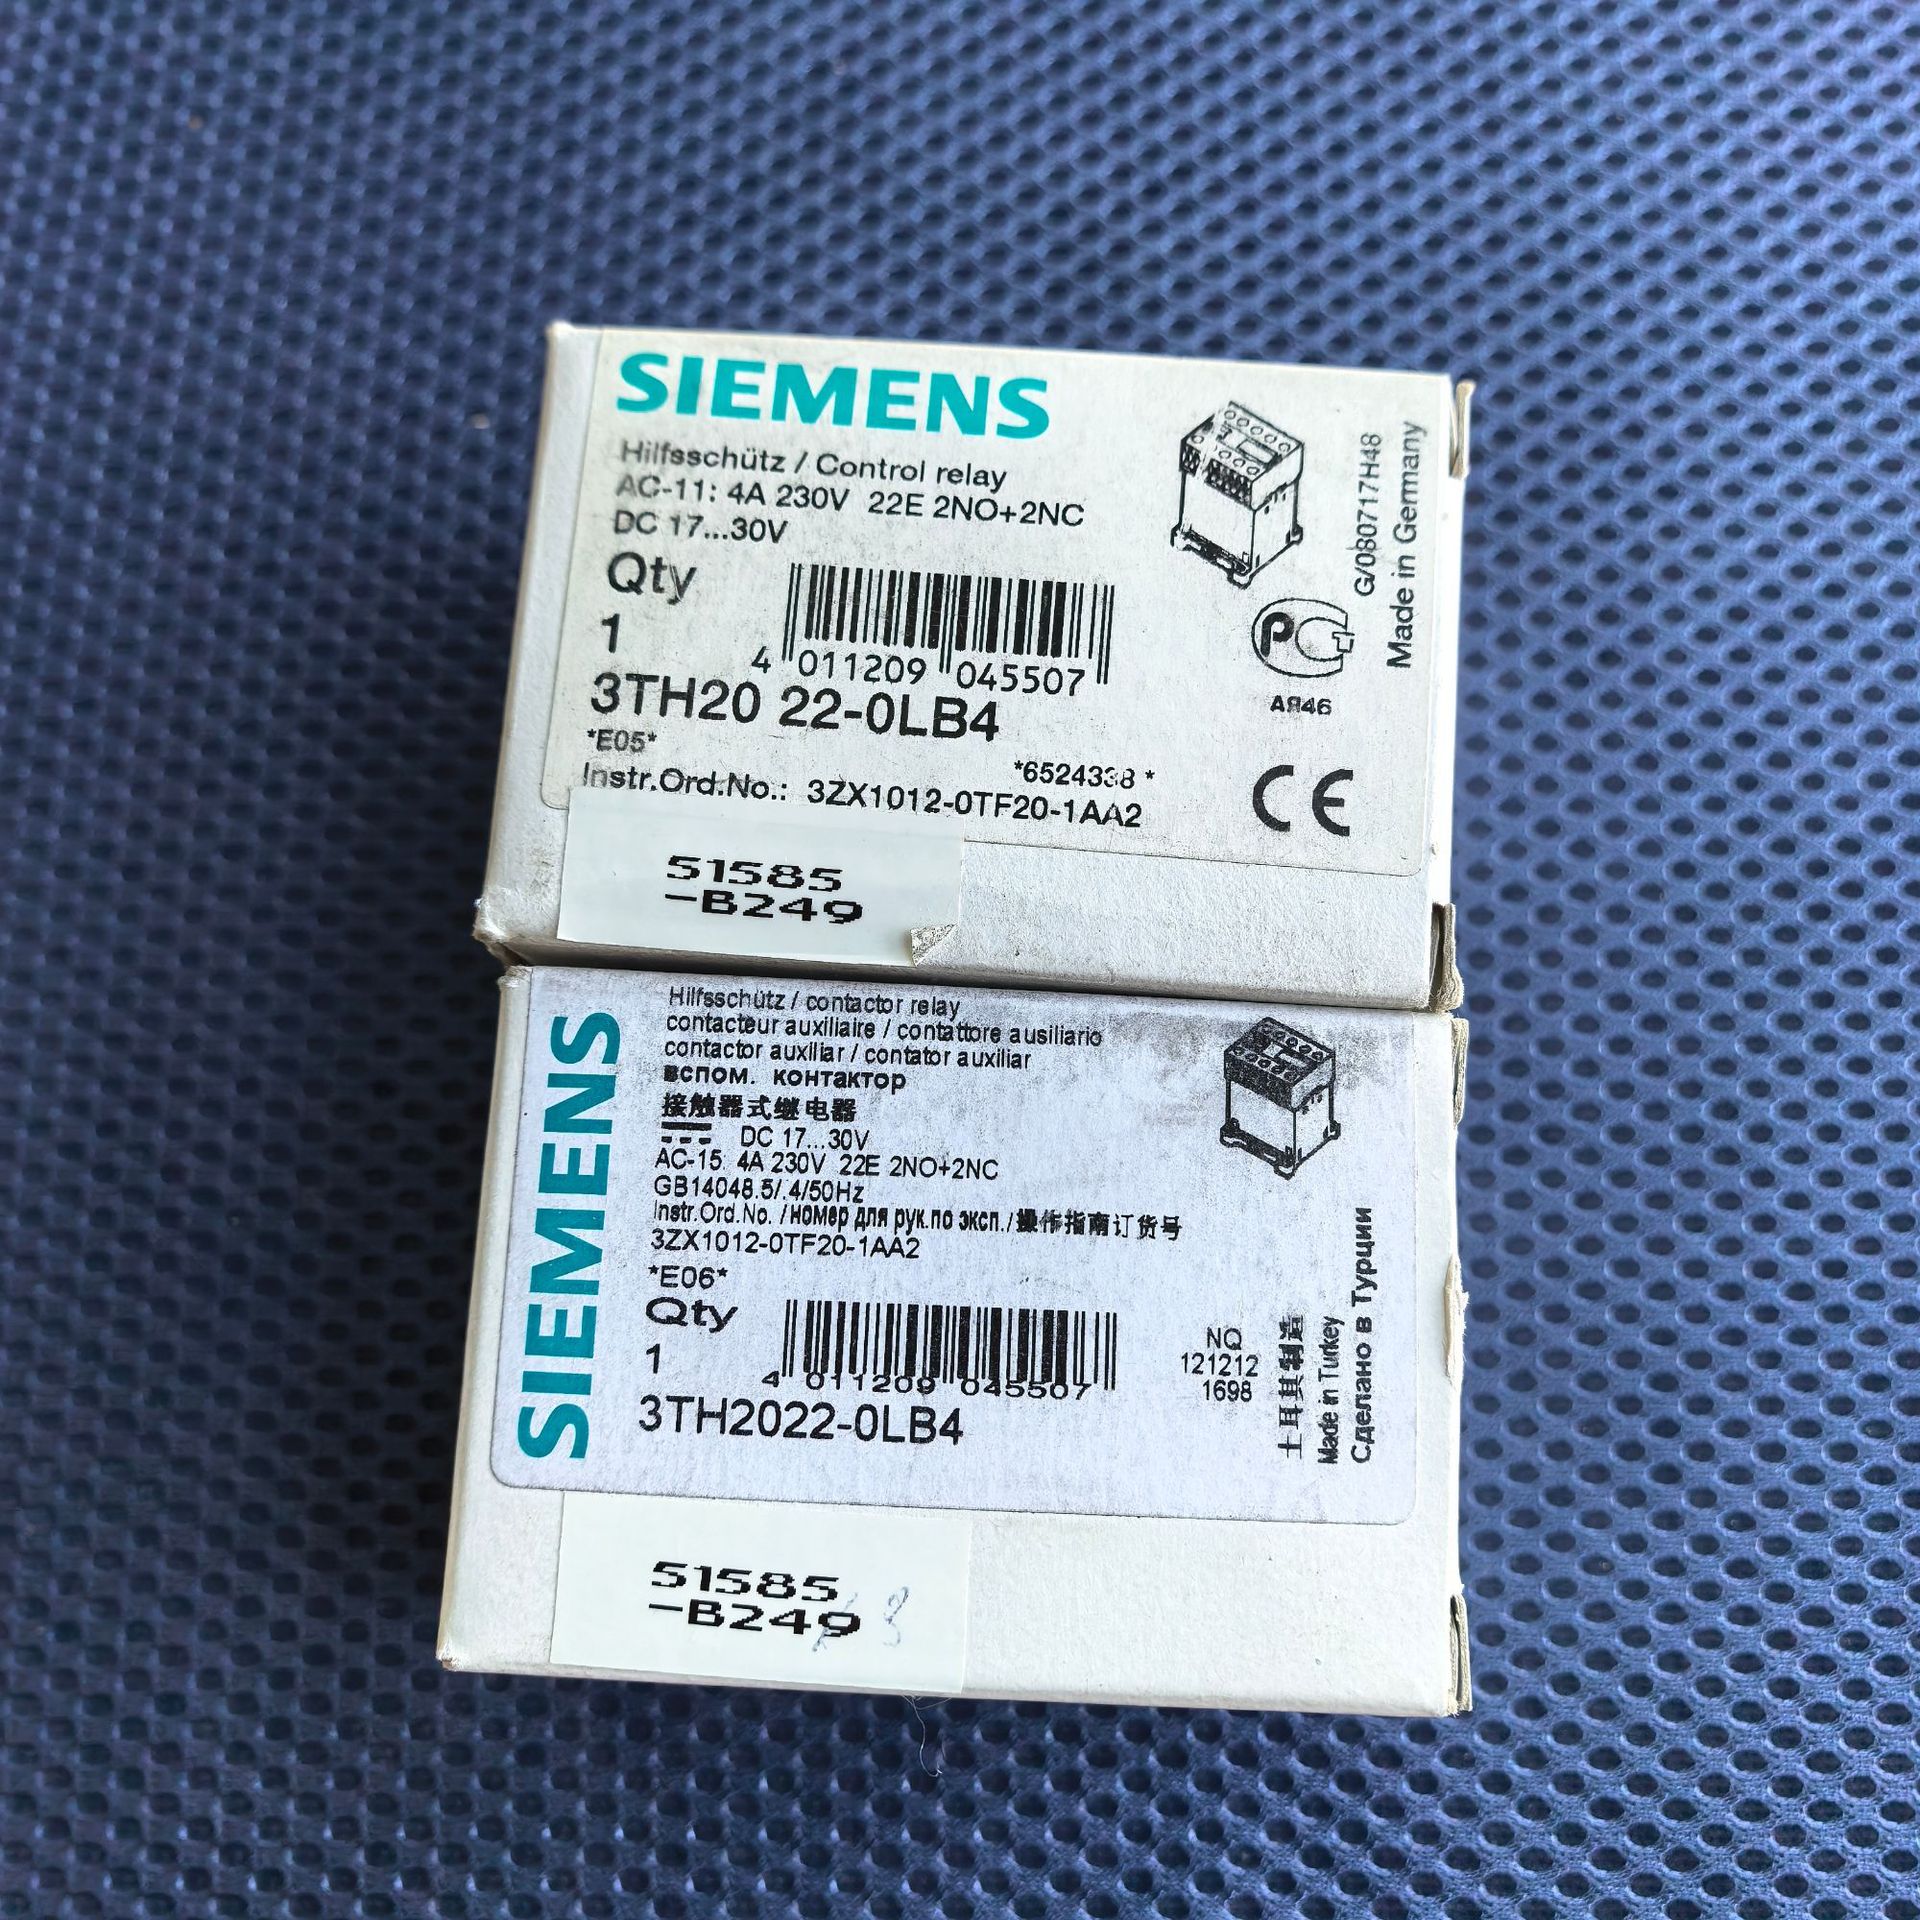 SIEMENS
Hilfsschütz / Control relay
AC-11: 4A 230V 22E 2NO+2NC
DC 17...30V
Qty
1
4 011209 045507
3TH20 22-0LB4
*E05*
*6524338 *
Instr.Ord.No.: 3ZX1012-0TF20-1AA2
G/080717H48
Made in Germany
PC
АЯ46
CE
51585
-B249
SIEMENS
Hilfsschütz / contactor relay
contacteur auxiliaire / contattore ausiliario
contactor auxiliar / contator auxiliar
вспом. контактор
接触器式继电器
DC 17...30V
AC-15: 4A 230V 22E 2NO+2NC
GB14048.5/.4/50Hz
Instr.Ord.No. /номер для рук.по эксп./操作指南订货号
3ZX1012-0TF20-1AA2
*E06*
Qty
1
4 011209 045507
3TH2022-0LB4
NQ
121212
1698
土耳其制造
Made in Turkey
Сделано в Турции
51585
-B249 8